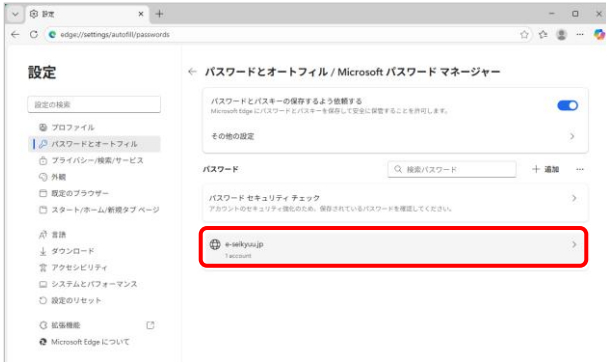 設定
edge://settings/autofill/passwords
設定
← パスワードとオートフィル / Microsoft パスワード マネージャー
設定の検索
プロファイル
パスワードとオートフィル
プライバシー/検索/サービス
外観
既定のブラウザー
スタート/ホーム/新規タブ ページ
言語
ダウンロード
アクセシビリティ
システムとパフォーマンス
設定のリセット
拡張機能
Microsoft Edge について
パスワードとパスキーの保存するよう依頼する
Microsoft Edge にパスワードとパスキーを保存して安全に保管することを許可します。
その他の設定
パスワード
検索パスワード
+ 追加
パスワード セキュリティ チェック
アカウントのセキュリティ強化のため、保存されているパスワードを確認してください。
e-seikyuu.jp
1 account